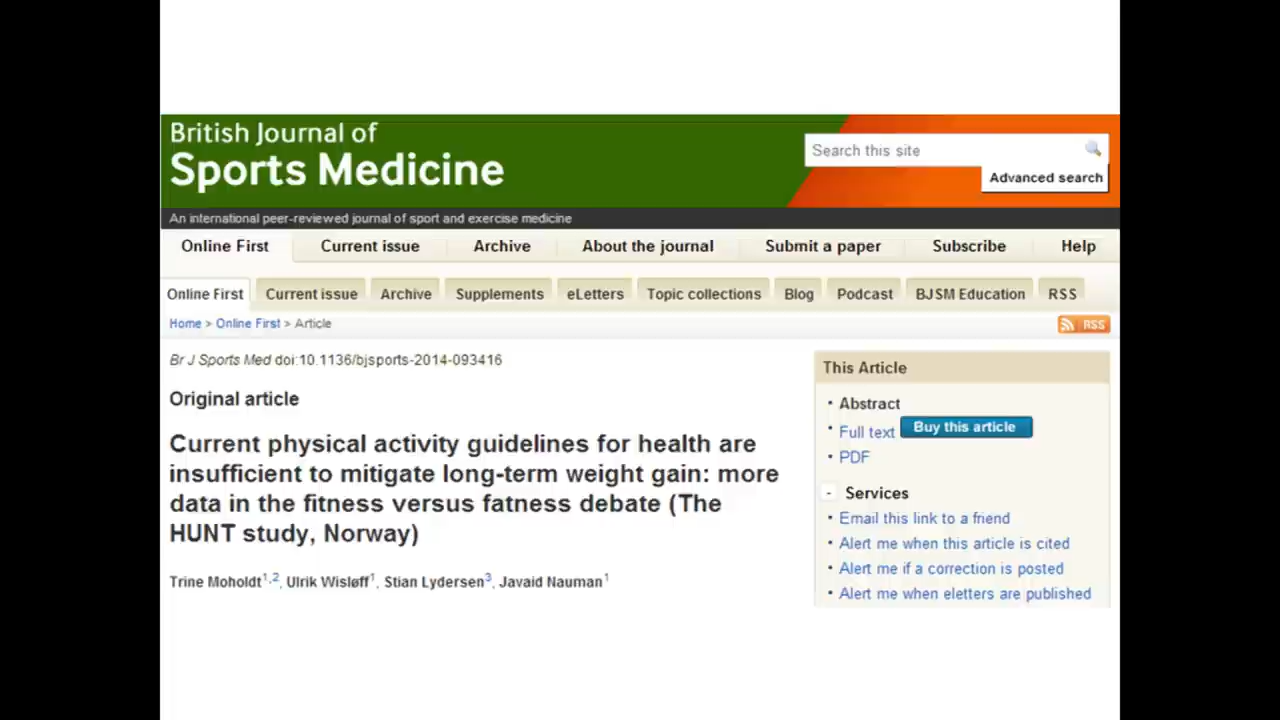 British Journal of
Sports Medicine
Search this site
Advanced search
An international peer-reviewed journal of sport and exercise medicine
Online First Current issue Archive About the journal Submit a paper Subscribe Help
Online First Current issue Archive Supplements eLetters Topic collections Blog Podcast BJSM Education RSS
Home > Online First > Article
RSS
Br J Sports Med doi:10.1136/bjsports-2014-093416
Original article
Current physical activity guidelines for health are
insufficient to mitigate long-term weight gain: more
data in the fitness versus fatness debate (The
HUNT study, Norway)
Trine Moholdt1,2, Ulrik Wisløff1, Stian Lydersen3, Javaid Nauman1
This Article
• Abstract
• Full text Buy this article
• PDF
- Services
• Email this link to a friend
• Alert me when this article is cited
• Alert me if a correction is posted
• Alert me when eletters are published